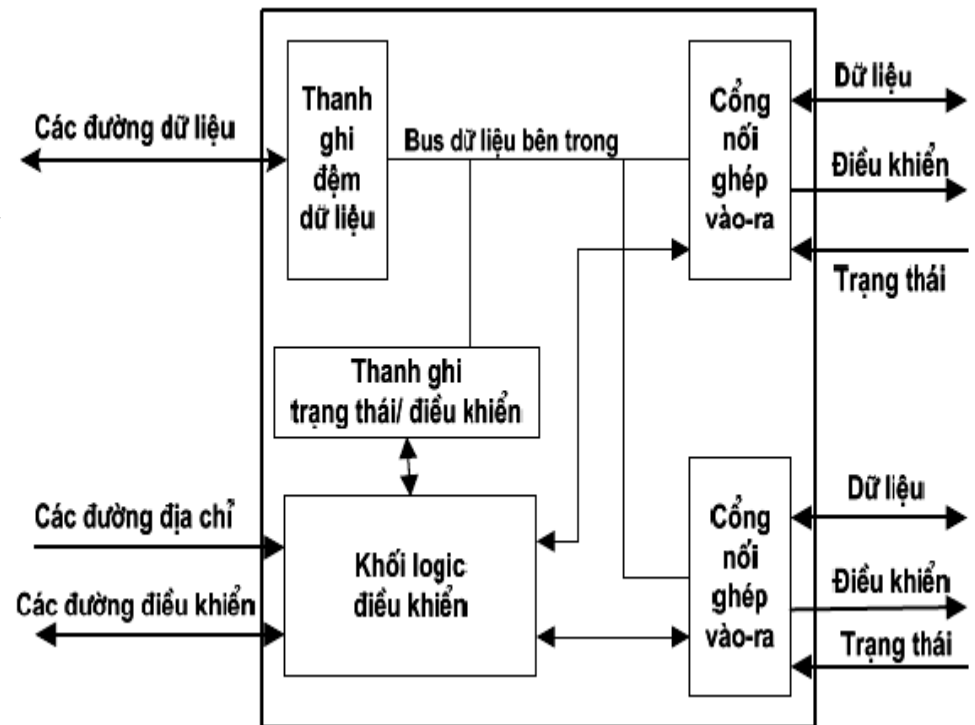 Thanh
ghi
đệm
dữ liệu
Các đường dữ liệu
Bus dữ liệu bên trong
Cổng
nối
ghép
vào-ra
Dữ liệu
Điều khiển
Trạng thái
Thanh ghi
trạng thái/ điều khiển
Các đường địa chỉ
Các đường điều khiển
Khối logic
điều khiển
Cổng
nối
ghép
vào-ra
Dữ liệu
Điều khiển
Trạng thái